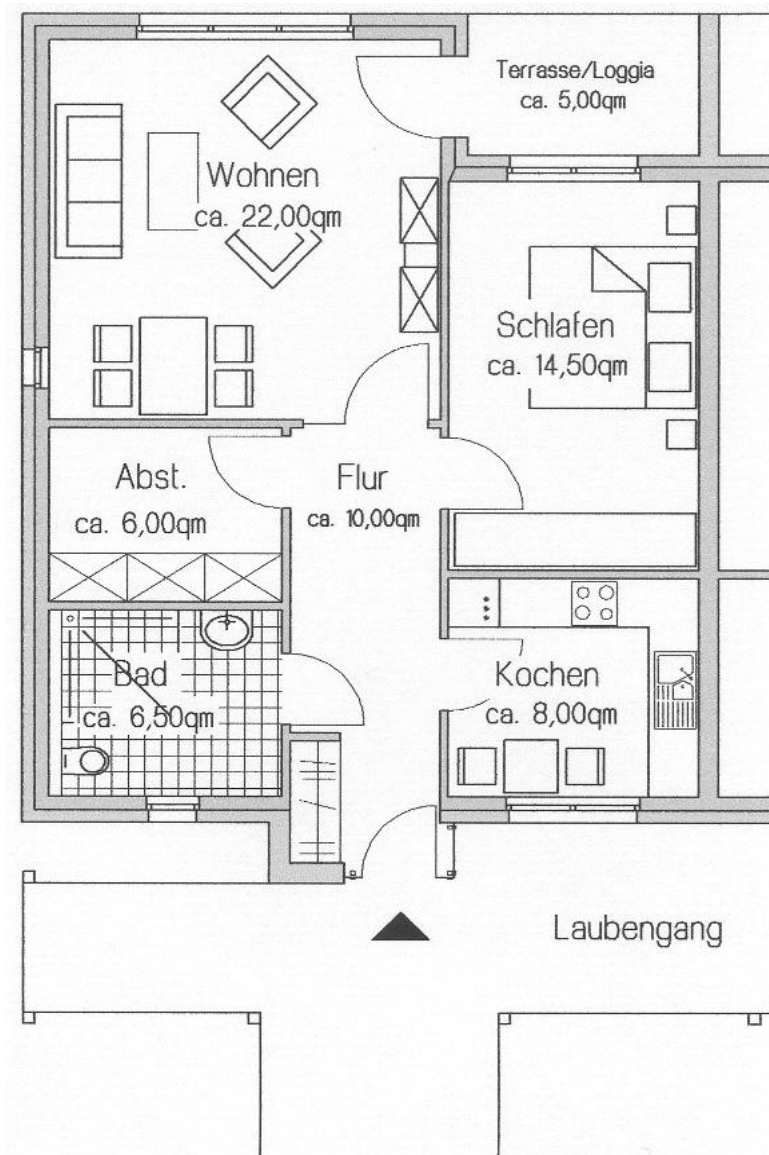 Terrasse/Loggia
ca. 5,00qm
Wohnen
ca. 22,00qm
Schlafen
ca. 14,50qm
Abst.
ca. 6,00qm
Flur
ca. 10,00qm
Bad
ca. 6,50qm
Kochen
ca. 8,00qm
Laubengang